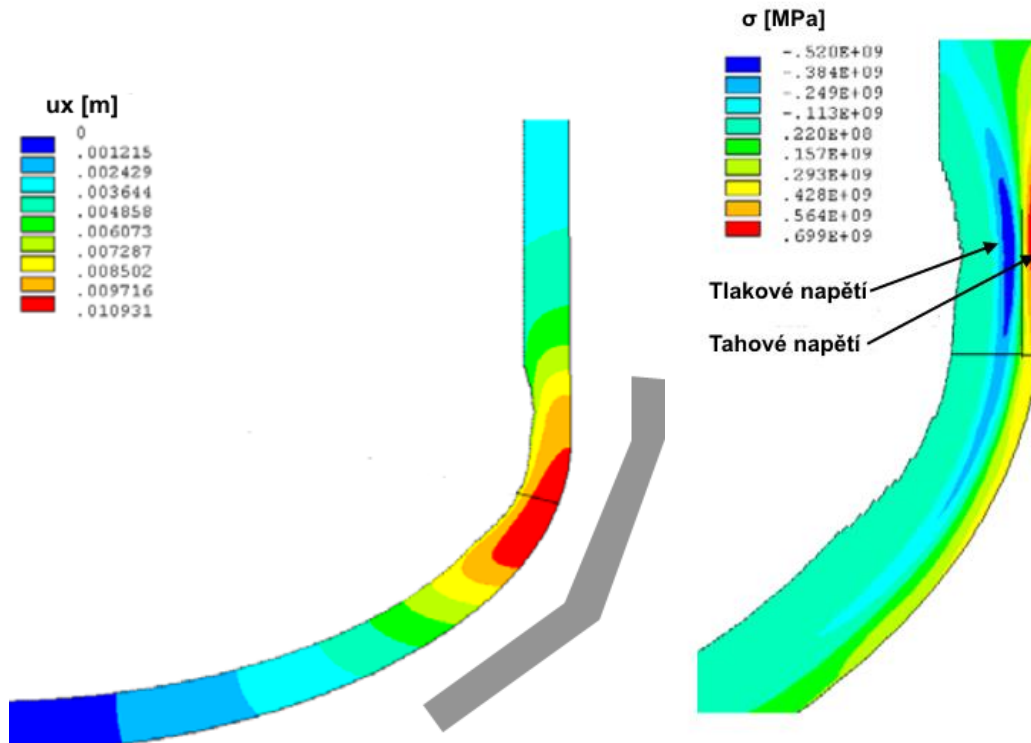 ux [m]
0
.001215
.002429
.003644
.004858
.006073
.007287
.008502
.009716
.010931
σ [MPa]
-.520E+09
-.384E+09
-.249E+09
-.113E+09
.220E+08
.157E+09
.293E+09
.428E+09
.564E+09
.699E+09
Tlakové napětí
Tahové napětí